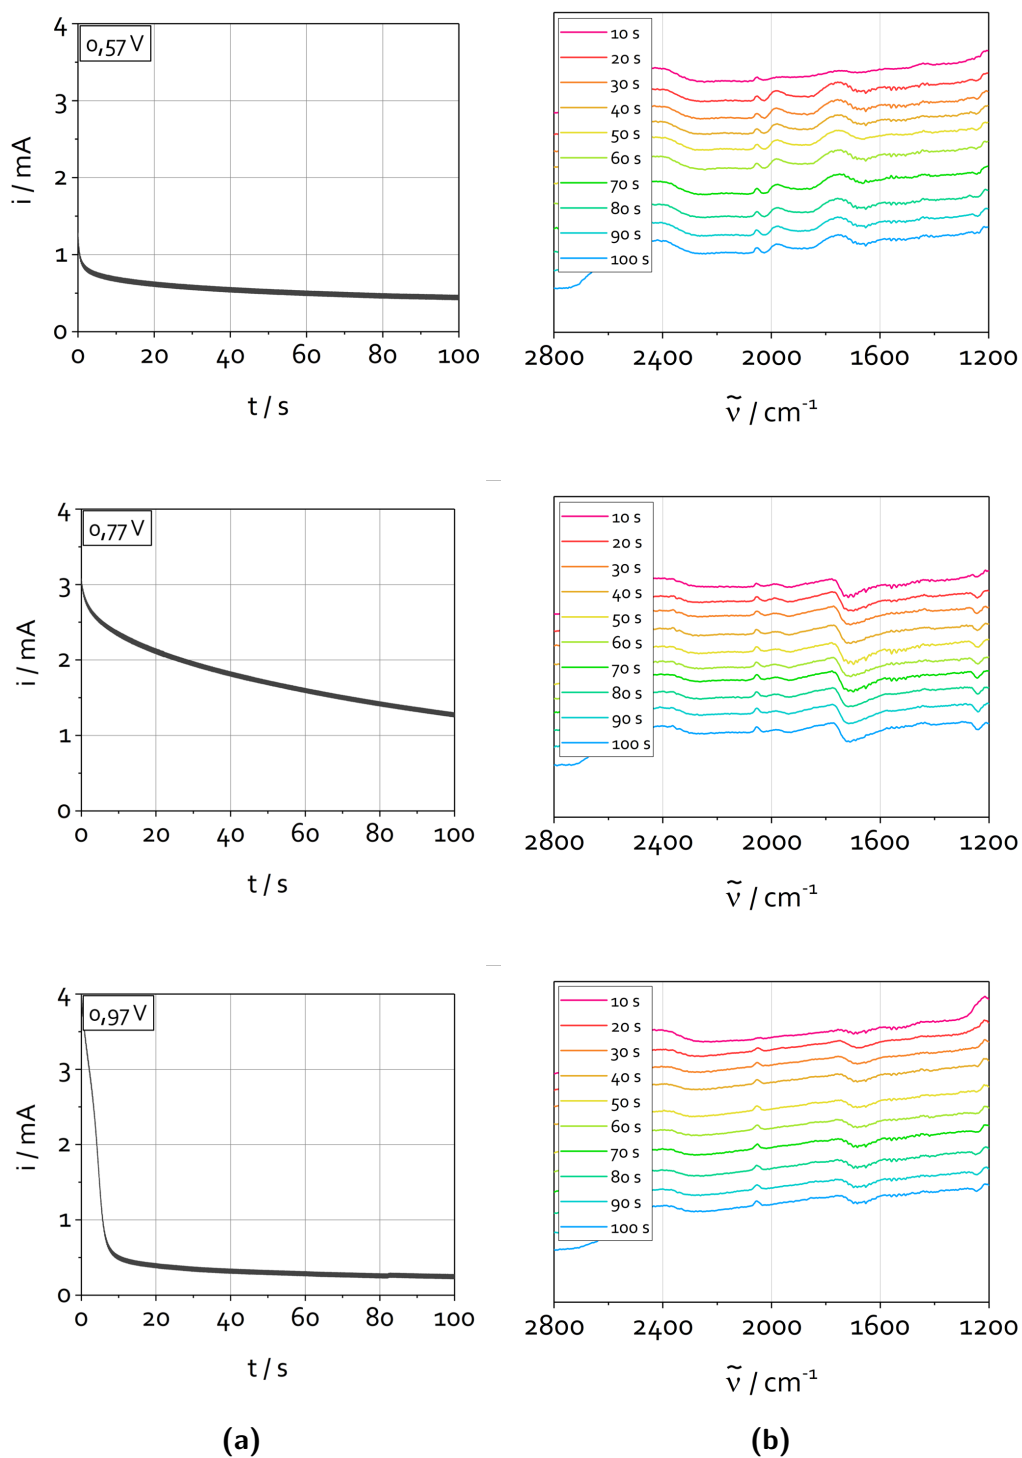 0,57 V
4
3
2
1
0
i / mA
0 20 40 60 80 100
t / s
10 s
20 s
30 s
40 s
50 s
60 s
70 s
80 s
90 s
100 s
2800 2400 2000 1600 1200
ν̃ / cm⁻¹
0,77 V
4
3
2
1
0
i / mA
0 20 40 60 80 100
t / s
10 s
20 s
30 s
40 s
50 s
60 s
70 s
80 s
90 s
100 s
2800 2400 2000 1600 1200
ν̃ / cm⁻¹
0,97 V
4
3
2
1
0
i / mA
0 20 40 60 80 100
t / s
10 s
20 s
30 s
40 s
50 s
60 s
70 s
80 s
90 s
100 s
2800 2400 2000 1600 1200
ν̃ / cm⁻¹
(a) (b)